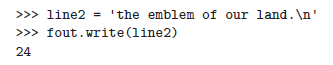 >>> line2 = 'the emblem of our land.\n'
>>> fout.write(line2)
24